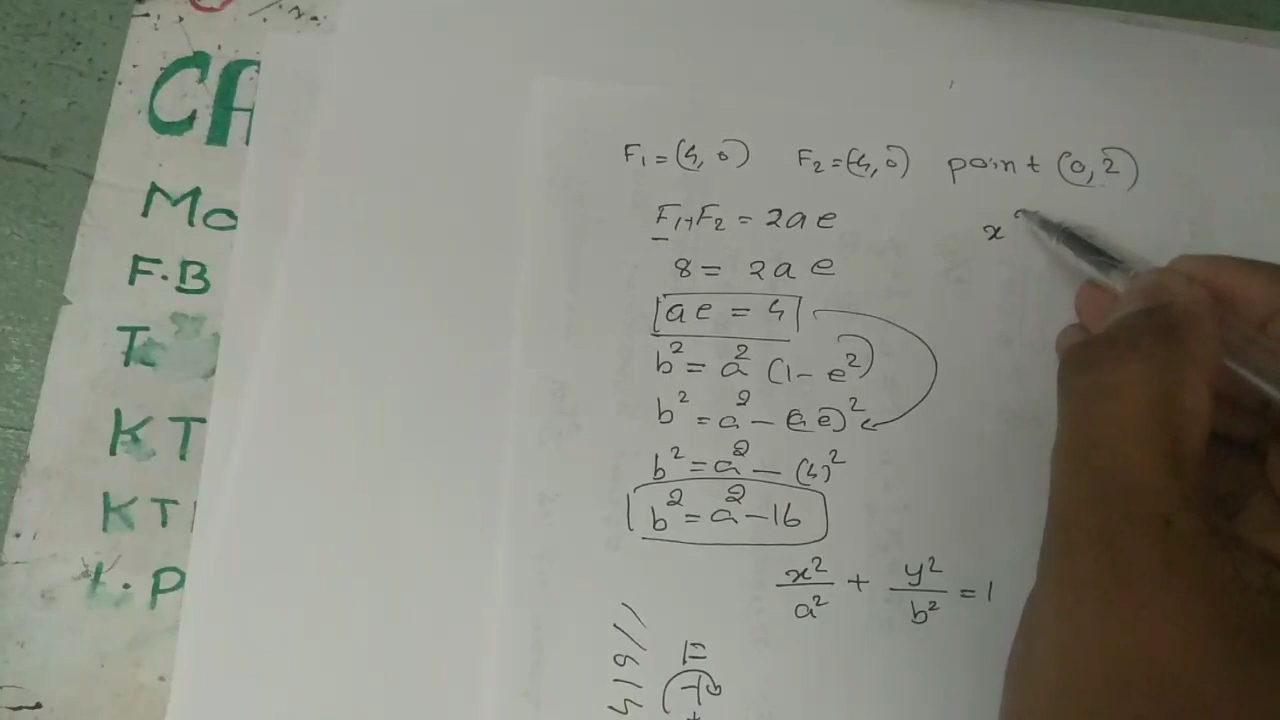 CA
Mo
F.B
T
KT
KT
F₁ = (4, 0) F₂ = (-4, 0) point (0, 2)
F₁F₂ = 2ae
8 = 2ae
ae = 4
b² = a² (1 - e²)
b² = a² - (ae)²
b² = a² - (4)²
b² = a² - 16
x²/a² + y²/b² = 1
x²